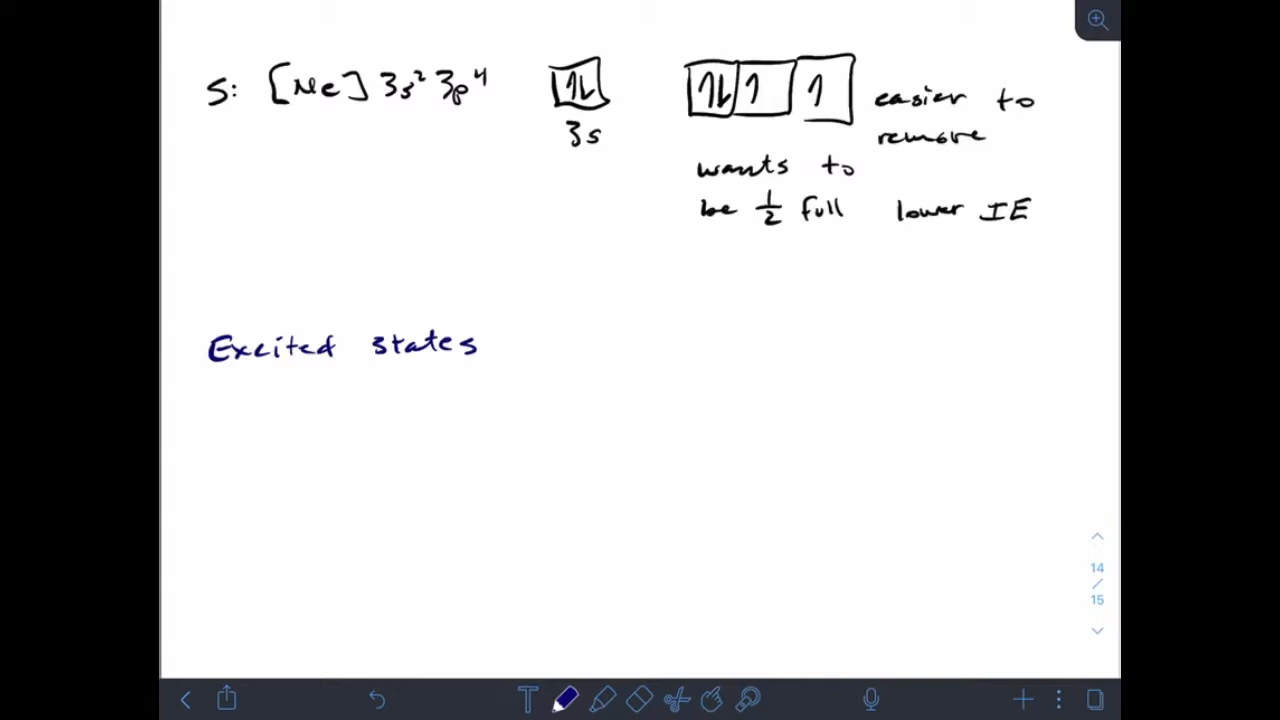 S: [Ne] 3s² 3p⁴ ↿⇂ ↿⇂ ↿ ↿ easier to
3s remove
wants to
be 1/2 full lower IE
Excited states
14
/
15
T